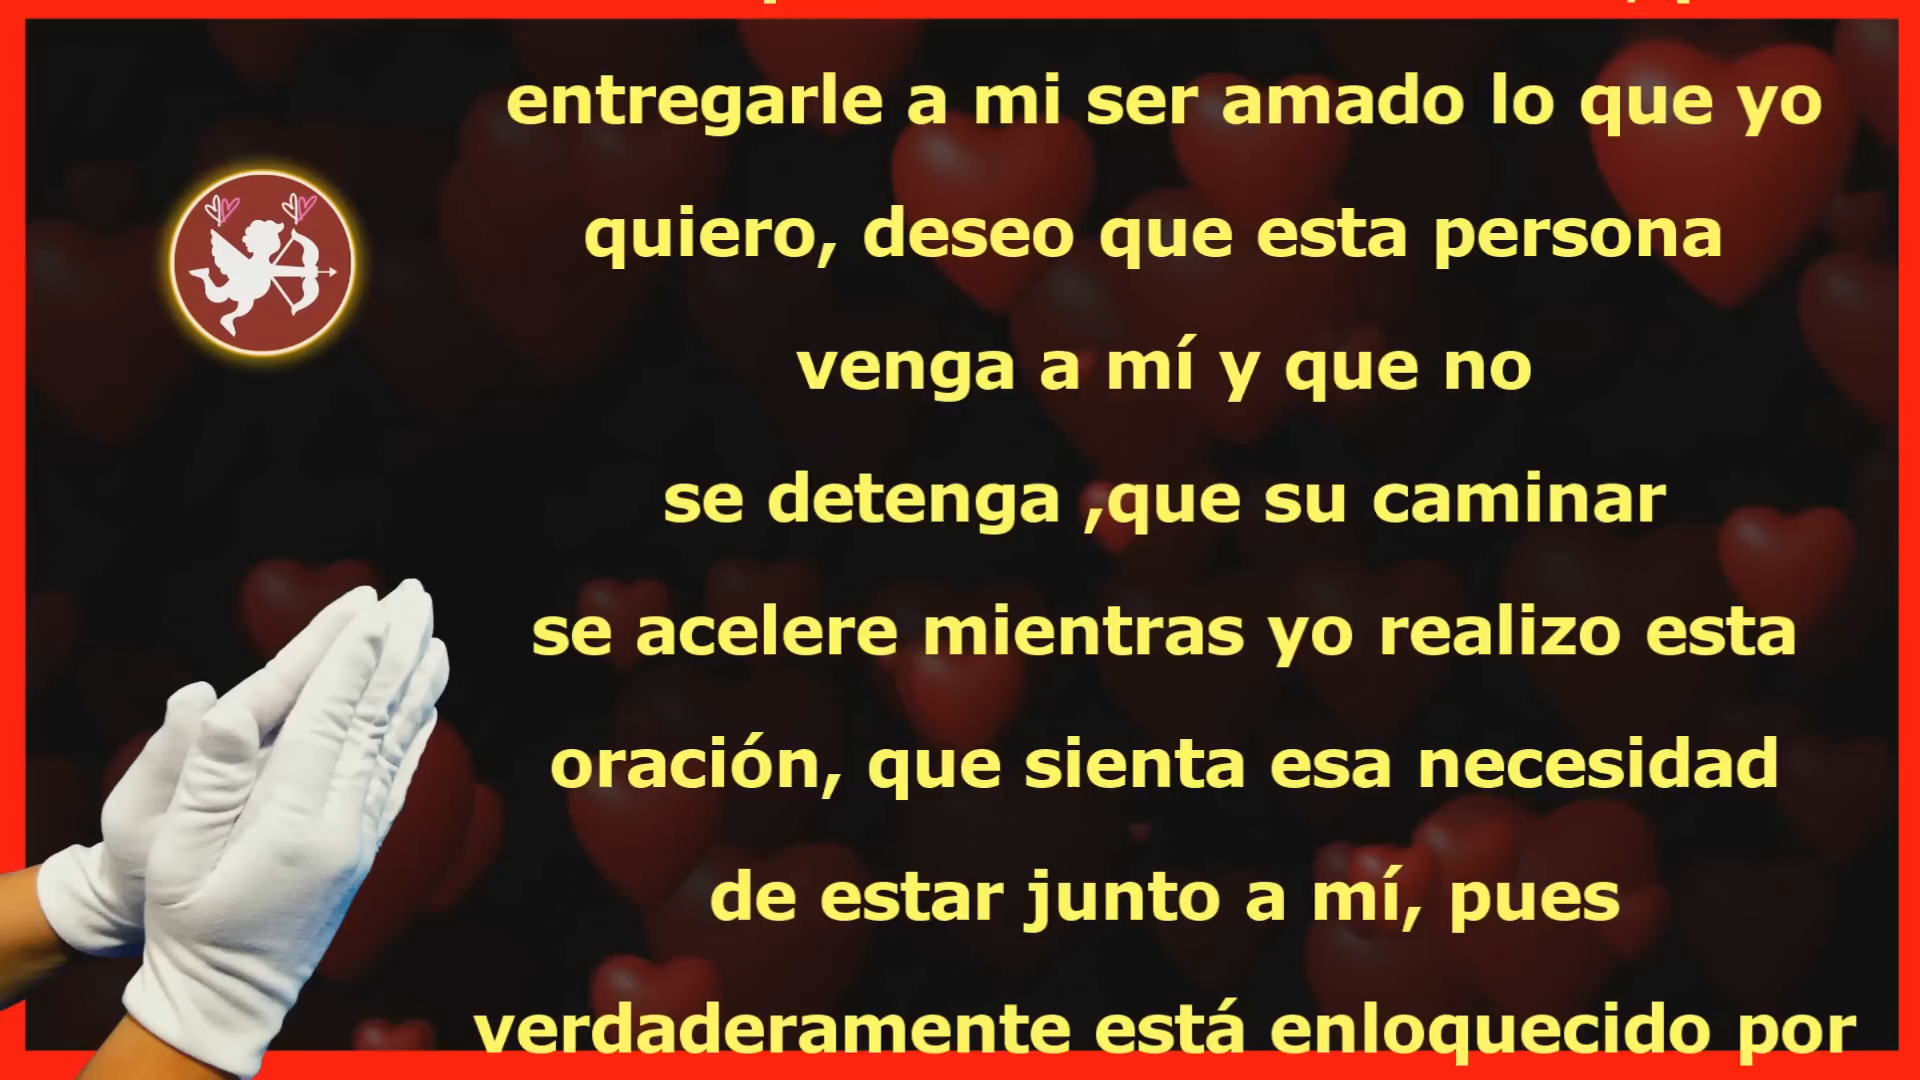 entregarle a mi ser amado lo que yo
quiero, deseo que esta persona
venga a mí y que no
se detenga ,que su caminar
se acelere mientras yo realizo esta
oración, que sienta esa necesidad
de estar junto a mí, pues
verdaderamente está enloquecido por